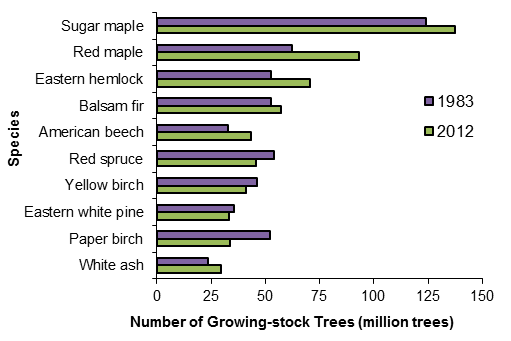 Sugar maple
Red maple
Eastern hemlock
Balsam fir
American beech
Red spruce
Yellow birch
Eastern white pine
Paper birch
White ash
Species
1983
2012
0 25 50 75 100 125 150
Number of Growing-stock Trees (million trees)